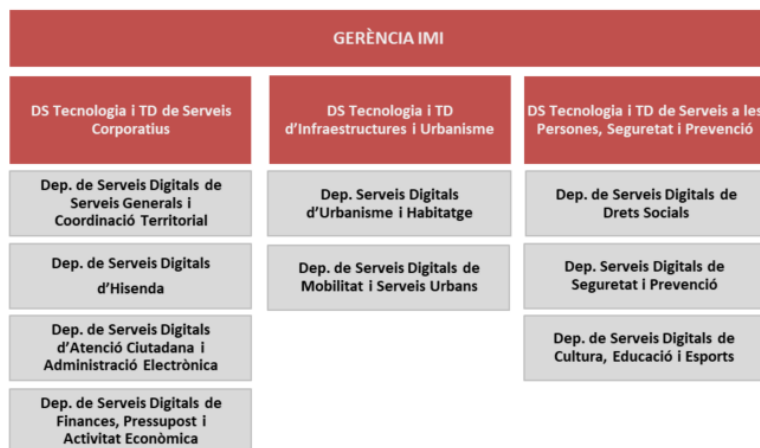 GERÈNCIA IMI
DS Tecnologia i TD de Serveis
Corporatius
Dep. de Serveis Digitals de
Serveis Generals i
Coordinació Territorial
Dep. de Serveis Digitals
d'Hisenda
Dep. de Serveis Digitals
d'Atenció Ciutadana i
Administració Electrònica
Dep. de Serveis Digitals de
Finances, Pressupost i
Activitat Econòmica
DS Tecnologia i TD
d'Infraestructures i Urbanisme
Dep. Serveis Digitals
d'Urbanisme i Habitatge
Dep. de Serveis Digitals de
Mobilitat i Serveis Urbans
DS Tecnologia i TD de Serveis a les
Persones, Seguretat i Prevenció
Dep. de Serveis Digitals de
Drets Socials
Dep. Serveis Digitals de
Seguretat i Prevenció
Dep. de Serveis Digitals de
Cultura, Educació i Esports